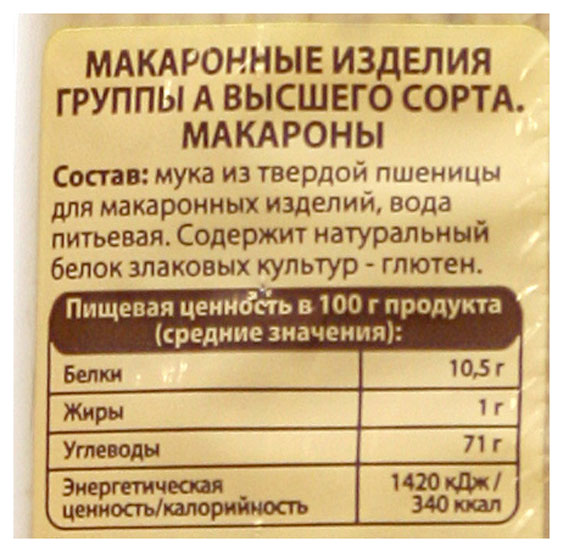 МАКАРОННЫЕ ИЗДЕЛИЯ
ГРУППЫ А ВЫСШЕГО СОРТА.
МАКАРОНЫ
Состав: мука из твердой пшеницы
для макаронных изделий, вода
питьевая. Содержит натуральный
белок злаковых культур - глютен.
Пищевая ценность в 100 г продукта
(средние значения):
Белки 10,5 г
Жиры 1 г
Углеводы 71 г
Энергетическая 1420 кДж /
ценность/калорийность 340 ккал